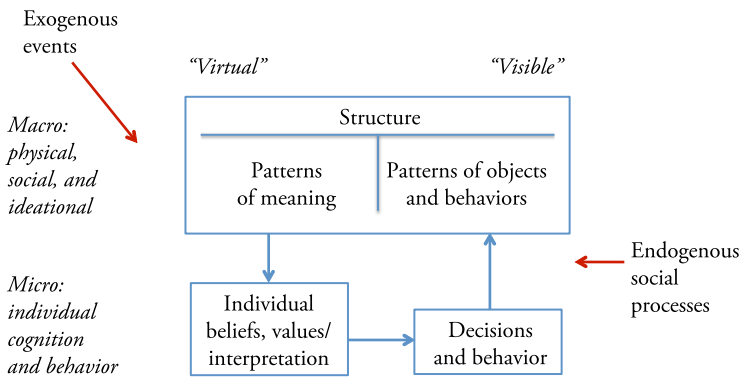 Exogenous
events
“Virtual”
“Visible”
Macro:
physical,
social, and
ideational
Structure
Patterns
of meaning
Patterns of objects
and behaviors
Endogenous
social
processes
Micro:
individual
cognition
and behavior
Individual
beliefs, values/
interpretation
Decisions
and behavior